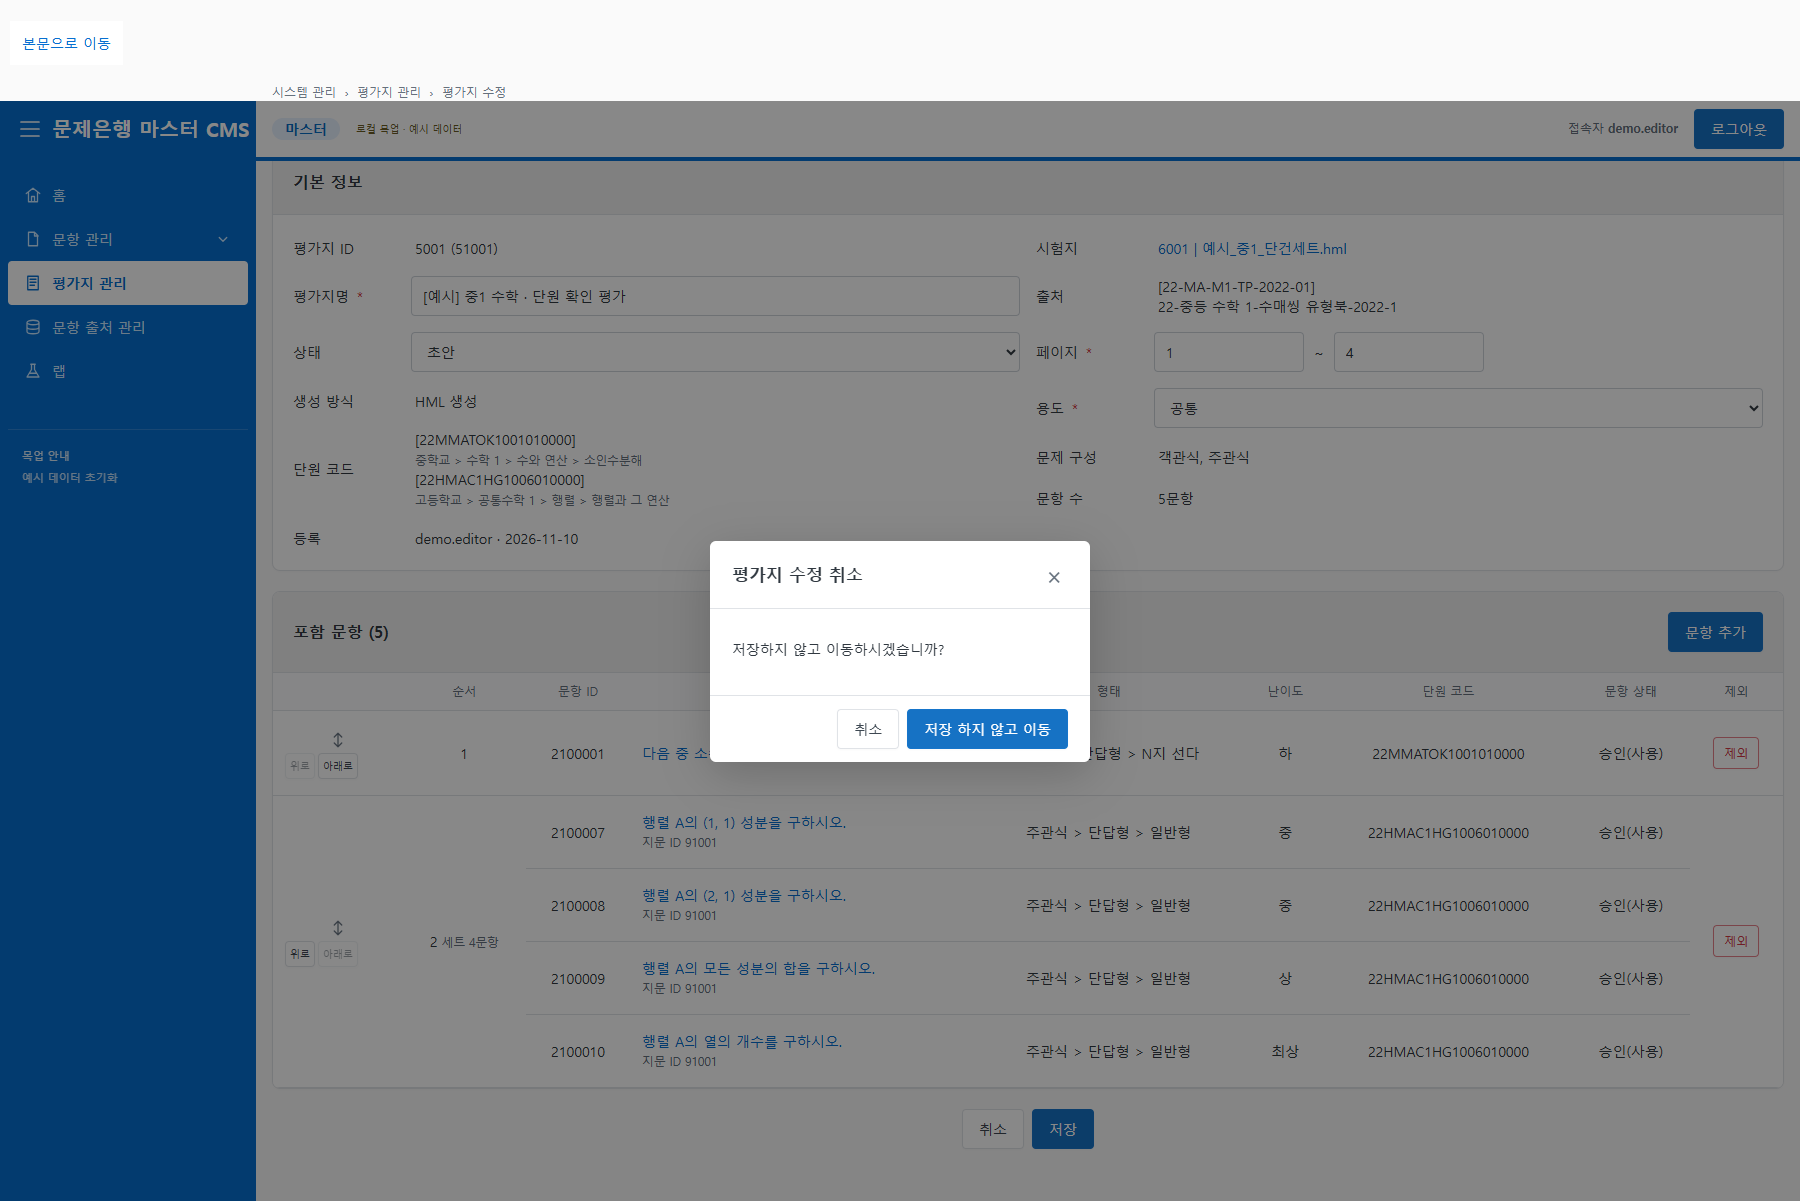 본문으로 이동
시스템 관리 › 평가지 관리 › 평가지 수정
문제은행 마스터 CMS
홈
문항 관리
평가지 관리
문항 출처 관리
랩
목업 안내
예시 데이터 초기화
마스터 로컬 목업 · 예시 데이터
접속자 demo.editor 로그아웃
기본 정보
평가지 ID 5001 (51001)
평가지명 * [예시] 중1 수학 · 단원 확인 평가
상태 초안
생성 방식 HML 생성
단원 코드
[22MMATOK1001010000]
중학교 > 수학 1 > 수와 연산 > 소인수분해
[22HMAC1HG1006010000]
고등학교 > 공통수학 1 > 행렬 > 행렬과 그 연산
등록 demo.editor · 2026-11-10
시험지 6001 | 예시_중1_단건세트.hml
출처
[22-MA-M1-TP-2022-01]
22-중등 수학 1-수매씽 유형북-2022-1
페이지 * 1 ~ 4
용도 * 공통
문제 구성 객관식, 주관식
문항 수 5문항
평가지 수정 취소 ×
저장하지 않고 이동하시겠습니까?
취소 저장 하지 않고 이동
포함 문항 (5) 문항 추가
순서 문항 ID 형태 난이도 단원 코드 문항 상태 제외
위로 아래로 1 2100001 다음 중 소 단답형 > N지 선다 하 22MMATOK1001010000 승인(사용) 제외
위로 아래로 2 세트 4문항 제외
2100007 행렬 A의 (1, 1) 성분을 구하시오. 주관식 > 단답형 > 일반형 중 22HMAC1HG1006010000 승인(사용)
지문 ID 91001
2100008 행렬 A의 (2, 1) 성분을 구하시오. 주관식 > 단답형 > 일반형 중 22HMAC1HG1006010000 승인(사용)
지문 ID 91001
2100009 행렬 A의 모든 성분의 합을 구하시오. 주관식 > 단답형 > 일반형 상 22HMAC1HG1006010000 승인(사용)
지문 ID 91001
2100010 행렬 A의 열의 개수를 구하시오. 주관식 > 단답형 > 일반형 최상 22HMAC1HG1006010000 승인(사용)
지문 ID 91001
취소 저장